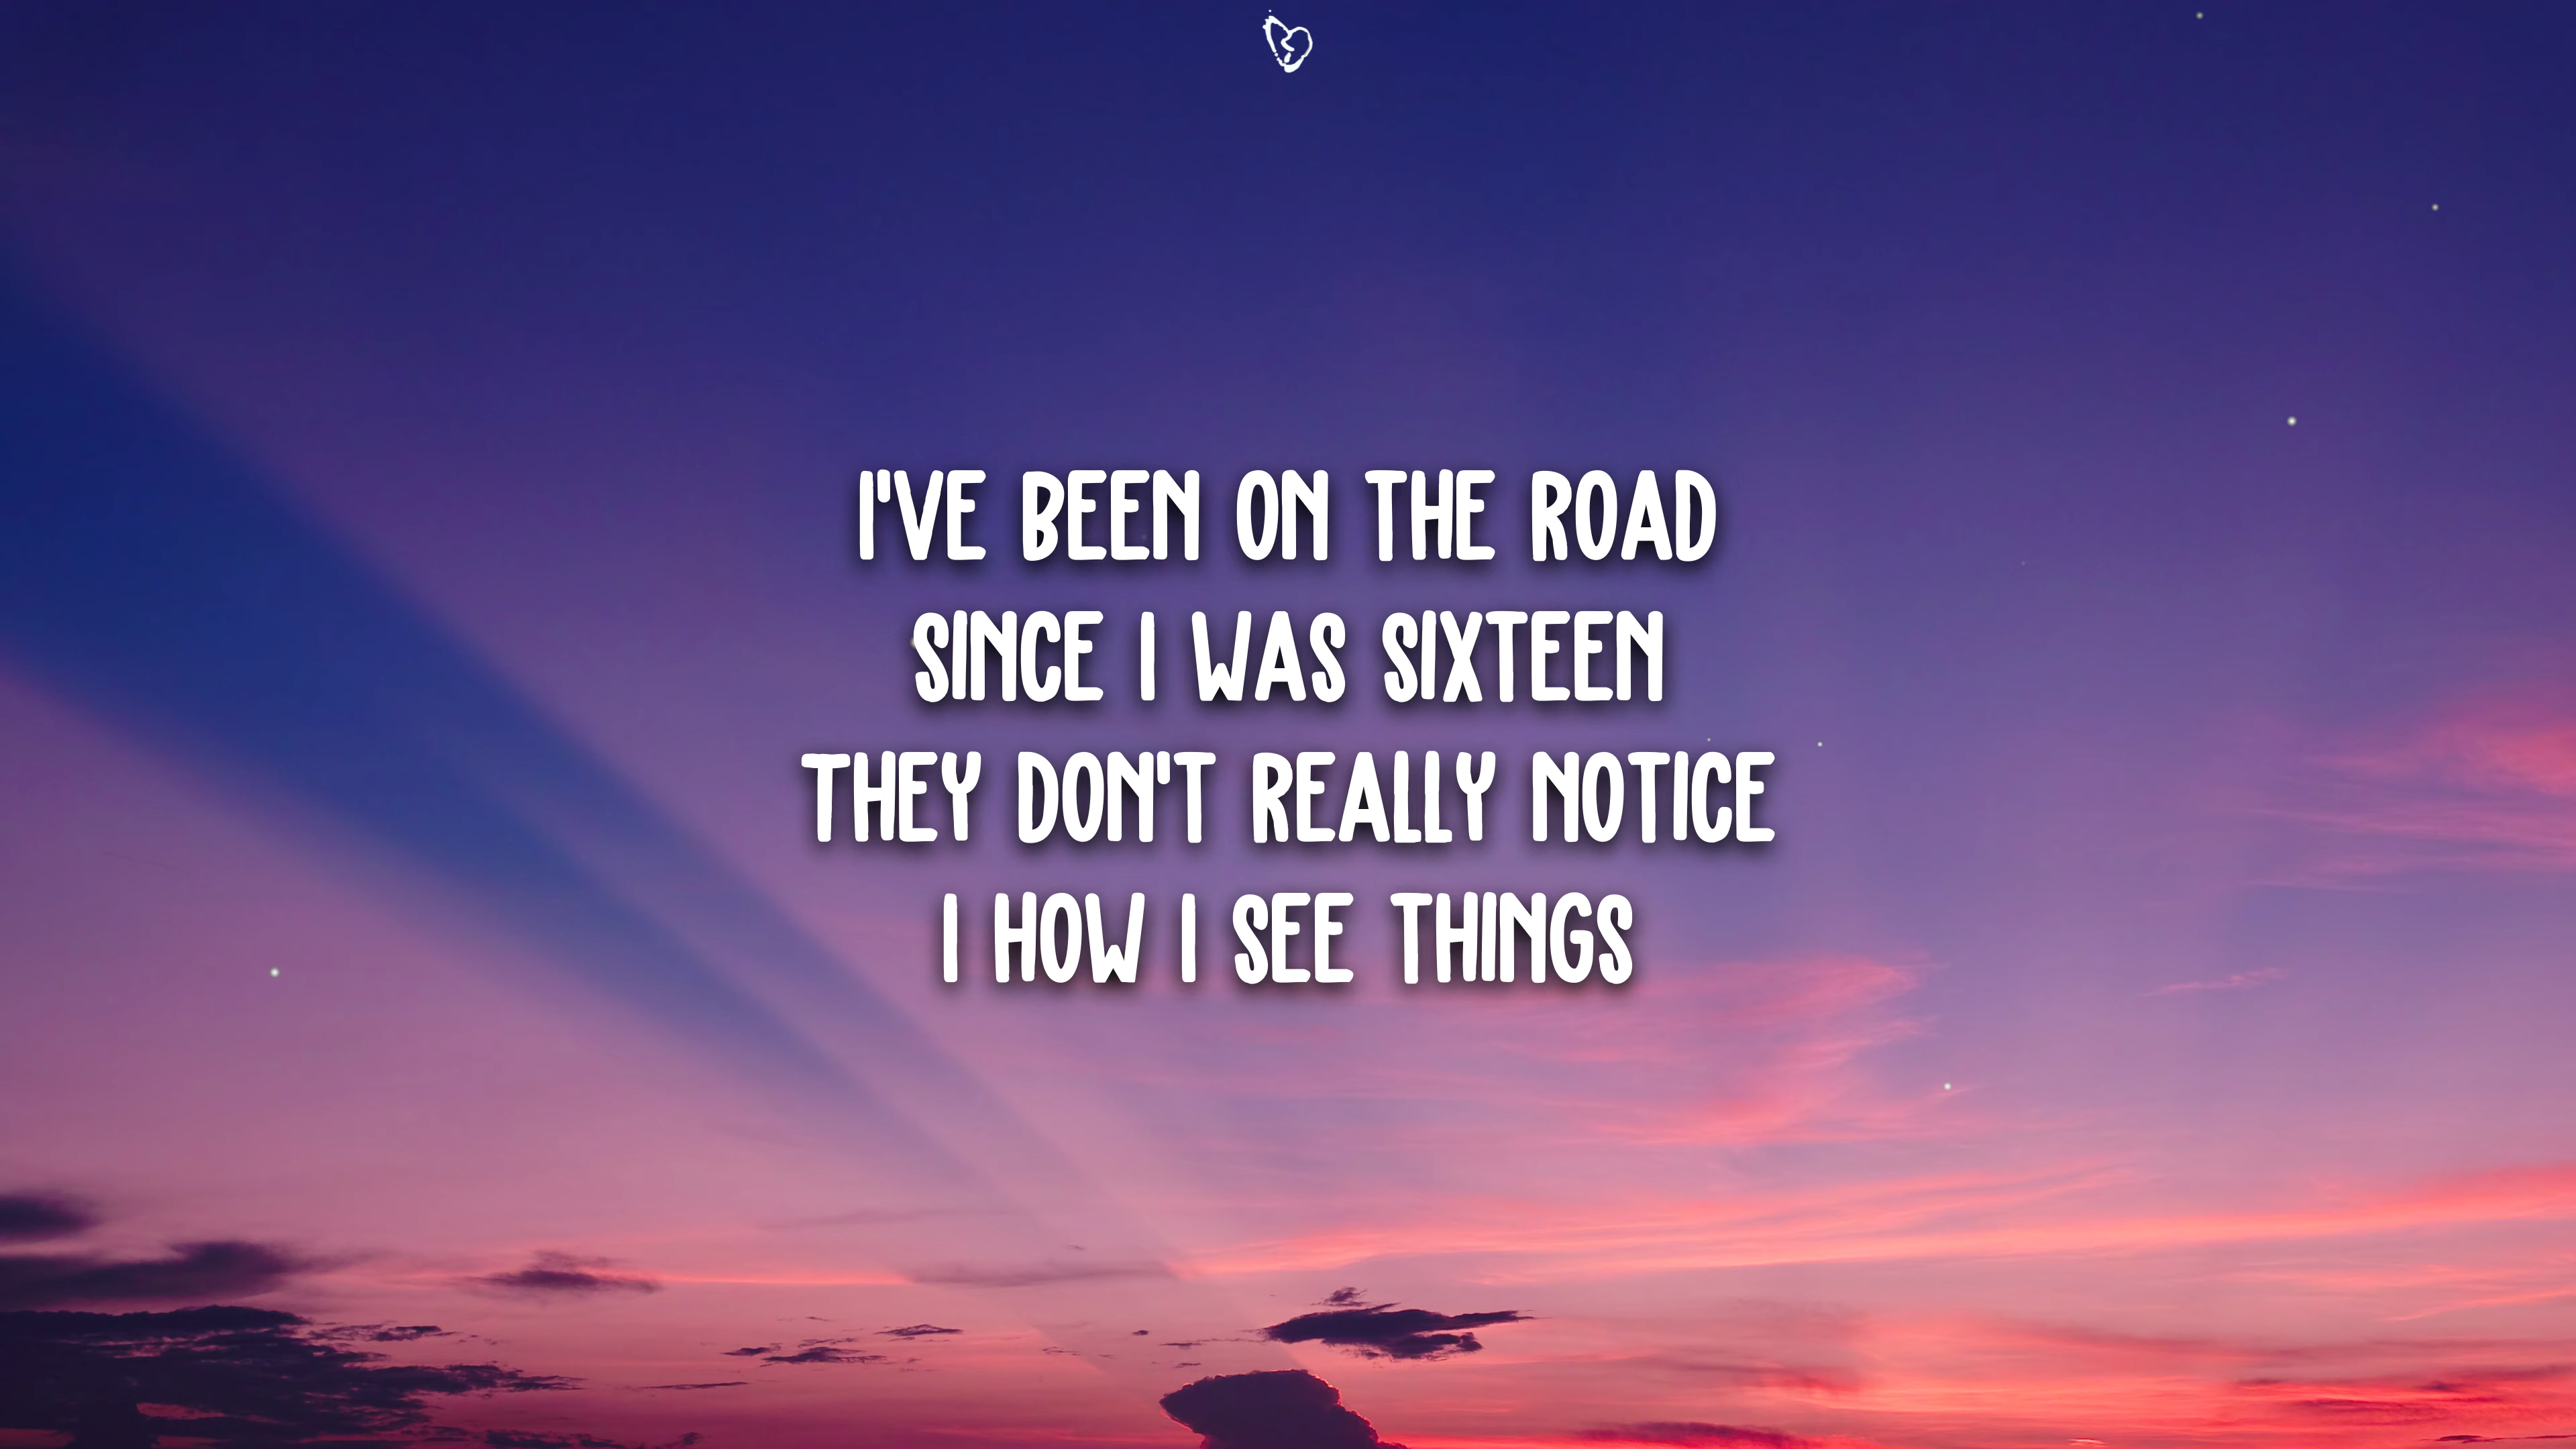 I'VE BEEN ON THE ROAD
SINCE I WAS SIXTEEN
THEY DON'T REALLY NOTICE
I HOW I SEE THINGS